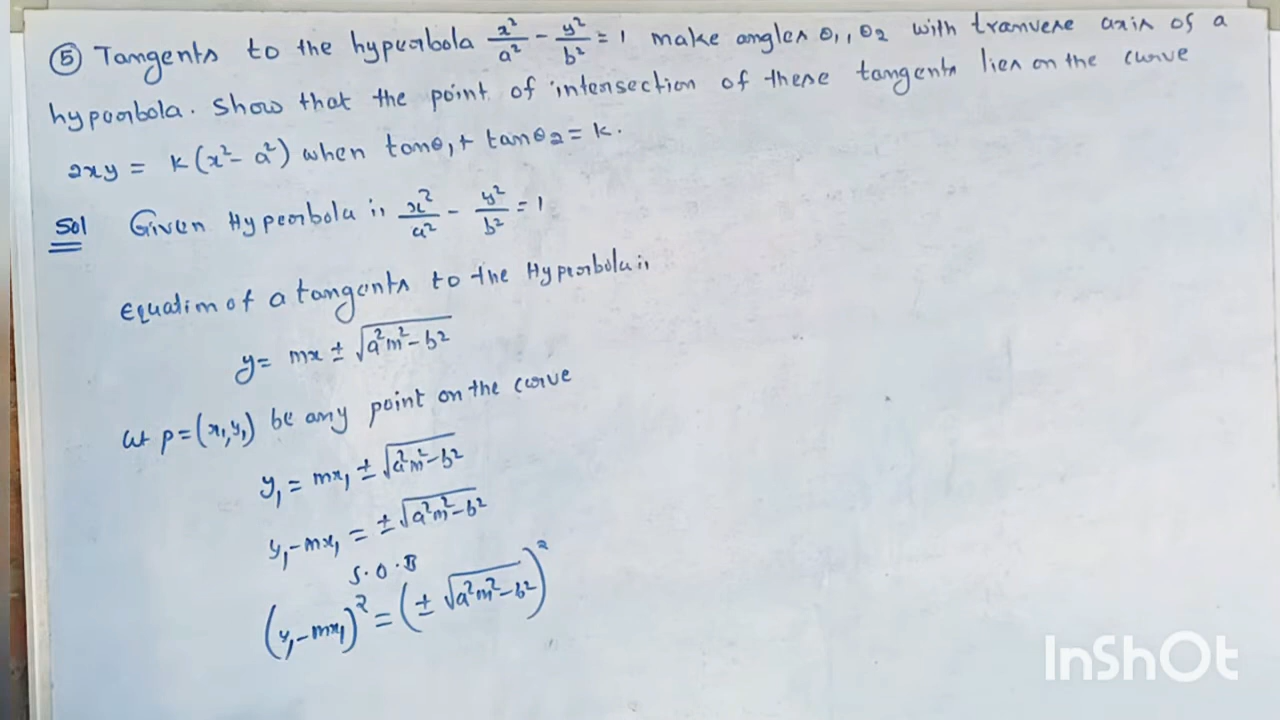 ⑤ Tangents to the hyperbola x²/a² - y²/b² = 1 make angles θ₁, θ₂ with tranvere axis of a
hyporbola. Show that the point of intersection of there tangents lies on the curve
2xy = k(x² - a²) when tanθ₁ + tanθ₂ = k.
Sol Given Hyperbola is x²/a² - y²/b² = 1
Equation of a tangents to the Hyperbola is
y = mx ± √(a²m² - b²)
let P = (x₁, y₁) be any point on the curve
y₁ = mx₁ ± √(a²m² - b²)
y₁ - mx₁ = ± √(a²m² - b²)
S.O.B
(y₁ - mx₁)² = (± √(a²m² - b²))²
InShOt